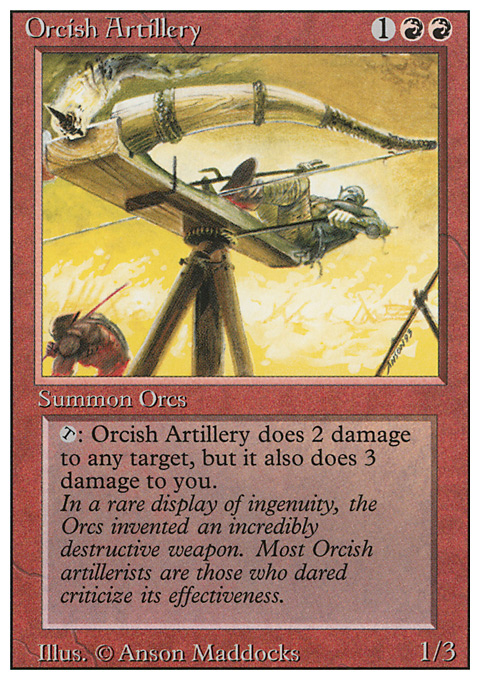 Orcish Artillery 1
Summon Orcs
T: Orcish Artillery does 2 damage
to any target, but it also does 3
damage to you.
In a rare display of ingenuity, the
Orcs invented an incredibly
destructive weapon. Most Orcish
artillerists are those who dared
criticize its effectiveness.
Illus. © Anson Maddocks 1/3